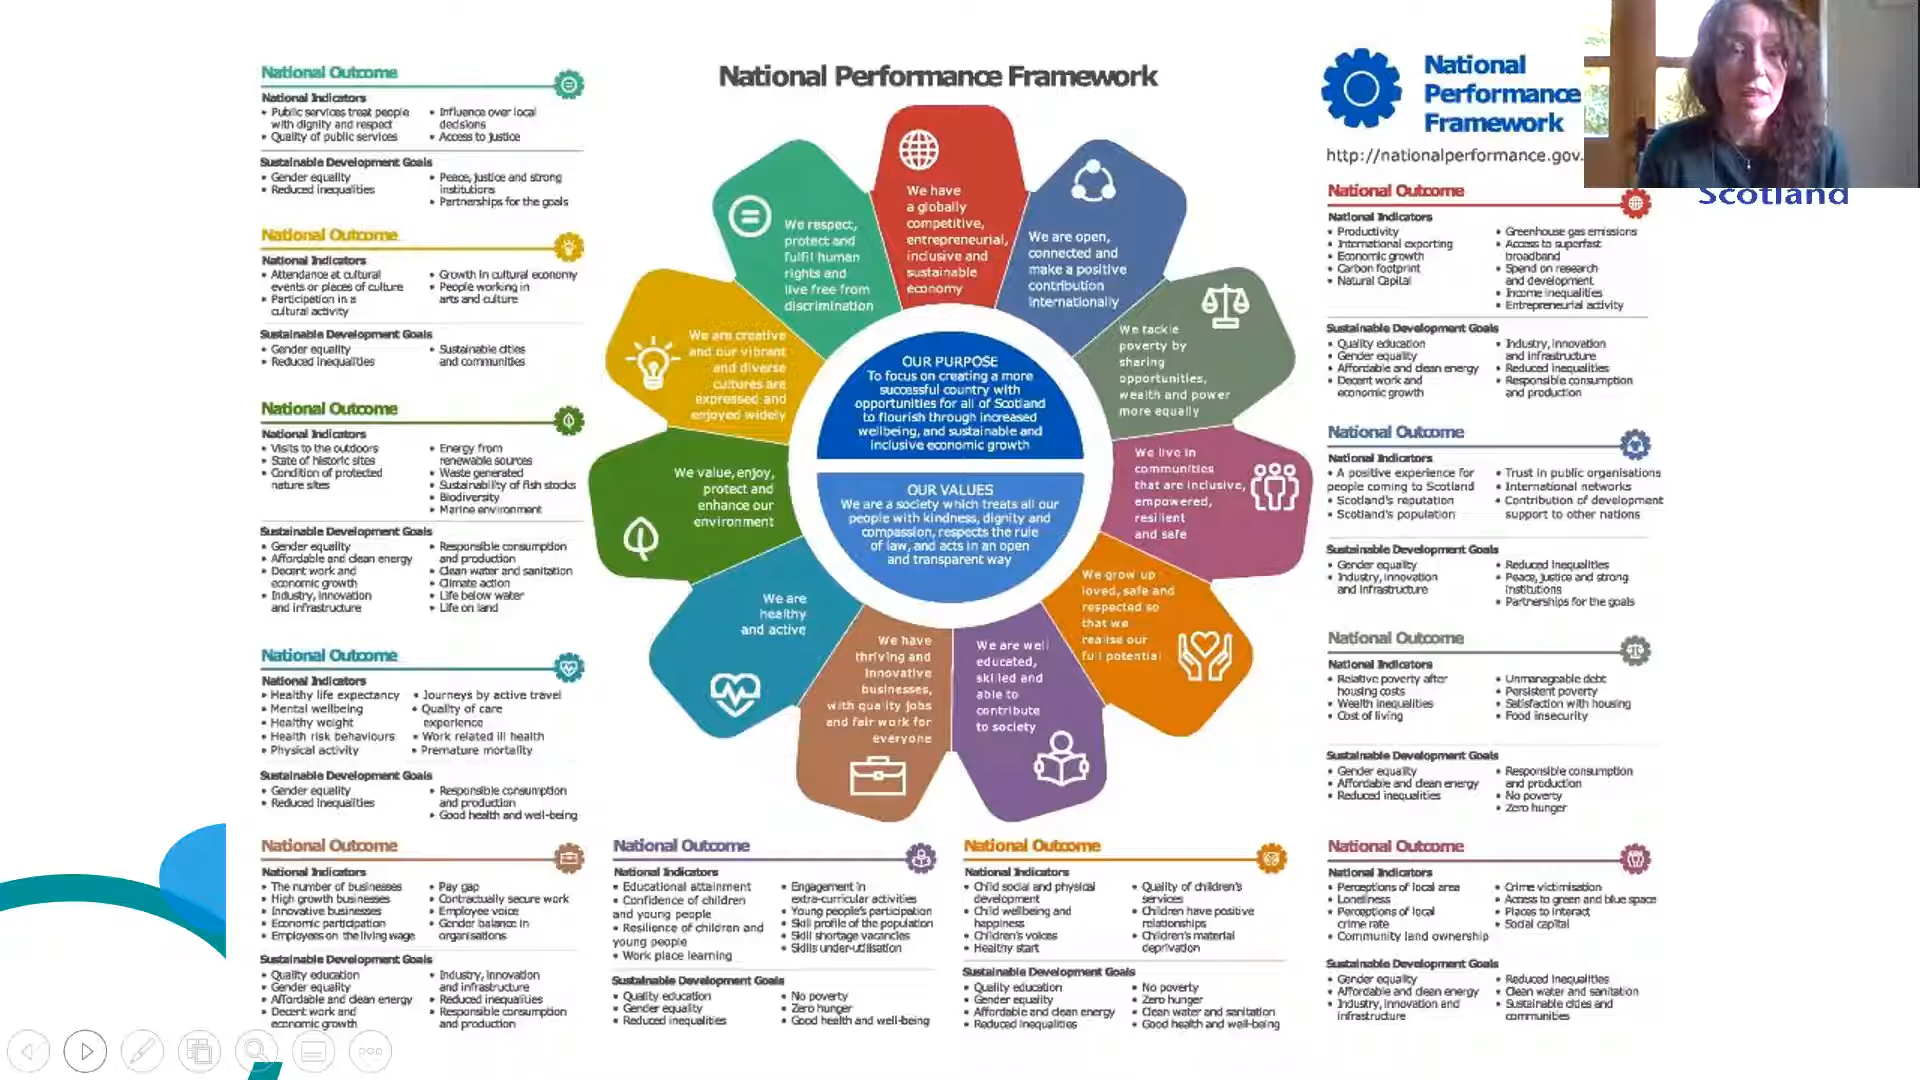 National Performance Framework
National Outcome
National Indicators
• Public services treat people
with dignity and respect
• Quality of public services
• Influence over local
decisions
• Access to justice
Sustainable Development Goals
• Gender equality
• Reduced inequalities
• Peace, justice and strong
institutions
• Partnerships for the goals
National Outcome
National Indicators
• Attendance at cultural
events or places of culture
• Participation in a
cultural activity
• Growth in cultural economy
• People working in
arts and culture
Sustainable Development Goals
• Gender equality
• Reduced inequalities
• Sustainable cities
and communities
National Outcome
National Indicators
• Visits to the outdoors
• State of historic sites
• Condition of protected
nature sites
• Energy from
renewable sources
• Waste generated
• Sustainability of fish stocks
• Biodiversity
• Marine environment
Sustainable Development Goals
• Gender equality
• Affordable and clean energy
• Decent work and
economic growth
• Industry, innovation
and infrastructure
• Responsible consumption
and production
• Clean water and sanitation
• Climate action
• Life below water
• Life on land
National Outcome
National Indicators
• Healthy life expectancy
• Mental wellbeing
• Healthy weight
• Health risk behaviours
• Physical activity
• Journeys by active travel
• Quality of care
experience
• Work related ill health
• Premature mortality
Sustainable Development Goals
• Gender equality
• Reduced inequalities
• Responsible consumption
and production
• Good health and well-being
National Outcome
National Indicators
• The number of businesses
• High growth businesses
• Innovative businesses
• Economic participation
• Employees on the living wage
• Pay gap
• Contractually secure work
• Employee voice
• Gender balance in
organisations
Sustainable Development Goals
• Quality education
• Gender equality
• Affordable and clean energy
• Decent work and
economic growth
• Industry, innovation
and infrastructure
• Reduced inequalities
• Responsible consumption
and production
We respect,
protect and
fulfil human
rights and
live free from
discrimination
We have
a globally
competitive,
entrepreneurial,
inclusive and
sustainable
economy
We are open,
connected and
make a positive
contribution
internationally
We tackle
poverty by
sharing
opportunities,
wealth and power
more equally
We live in
communities
that are inclusive,
empowered,
resilient
and safe
We grow up
loved, safe and
respected so
that we
realise our
full potential
We are well
educated,
skilled and
able to
contribute
to society
We have
thriving and
innovative
businesses,
with quality jobs
and fair work for
everyone
We are
healthy
and active
We value, enjoy,
protect and
enhance our
environment
We are creative
and our vibrant
and diverse
cultures are
expressed and
enjoyed widely
OUR PURPOSE
To focus on creating a more
successful country with
opportunities for all of Scotland
to flourish through increased
wellbeing, and sustainable and
inclusive economic growth
OUR VALUES
We are a society which treats all our
people with kindness, dignity and
compassion, respects the rule
of law, and acts in an open
and transparent way
National Outcome
National Indicators
• Educational attainment
• Confidence of children
and young people
• Resilience of children and
young people
• Work place learning
• Engagement in
extra-curricular activities
• Young people's participation
• Skill profile of the population
• Skill shortage vacancies
• Skills under-utilisation
Sustainable Development Goals
• Quality education
• Gender equality
• Reduced inequalities
• No poverty
• Zero hunger
• Good health and well-being
National Outcome
National Indicators
• Child social and physical
development
• Child wellbeing and
happiness
• Children's voices
• Healthy start
• Quality of children's
services
• Children have positive
relationships
• Children's material
deprivation
Sustainable Development Goals
• Quality education
• Gender equality
• Affordable and clean energy
• Reduced inequalities
• No poverty
• Zero hunger
• Clean water and sanitation
• Good health and well-being
National
Performance
Framework
http://nationalperformance.gov.
Scotland
National Outcome
National Indicators
• Productivity
• International exporting
• Economic growth
• Carbon footprint
• Natural Capital
• Greenhouse gas emissions
• Access to superfast
broadband
• Spend on research
and development
• Income inequalities
• Entrepreneurial activity
Sustainable Development Goals
• Quality education
• Gender equality
• Affordable and clean energy
• Decent work and
economic growth
• Industry, innovation
and infrastructure
• Reduced inequalities
• Responsible consumption
and production
National Outcome
National Indicators
• A positive experience for
people coming to Scotland
• Scotland's reputation
• Scotland's population
• Trust in public organisations
• International networks
• Contribution of development
support to other nations
Sustainable Development Goals
• Gender equality
• Industry, innovation
and infrastructure
• Reduced inequalities
• Peace, justice and strong
institutions
• Partnerships for the goals
National Outcome
National Indicators
• Relative poverty after
housing costs
• Wealth inequalities
• Cost of living
• Unmanageable debt
• Persistent poverty
• Satisfaction with housing
• Food insecurity
Sustainable Development Goals
• Gender equality
• Affordable and clean energy
• Reduced inequalities
• Responsible consumption
and production
• No poverty
• Zero hunger
National Outcome
National Indicators
• Perceptions of local area
• Loneliness
• Perceptions of local
crime rate
• Community land ownership
• Crime victimisation
• Access to green and blue space
• Places to interact
• Social capital
Sustainable Development Goals
• Gender equality
• Affordable and clean energy
• Industry, innovation and
infrastructure
• Reduced inequalities
• Clean water and sanitation
• Sustainable cities and
communities